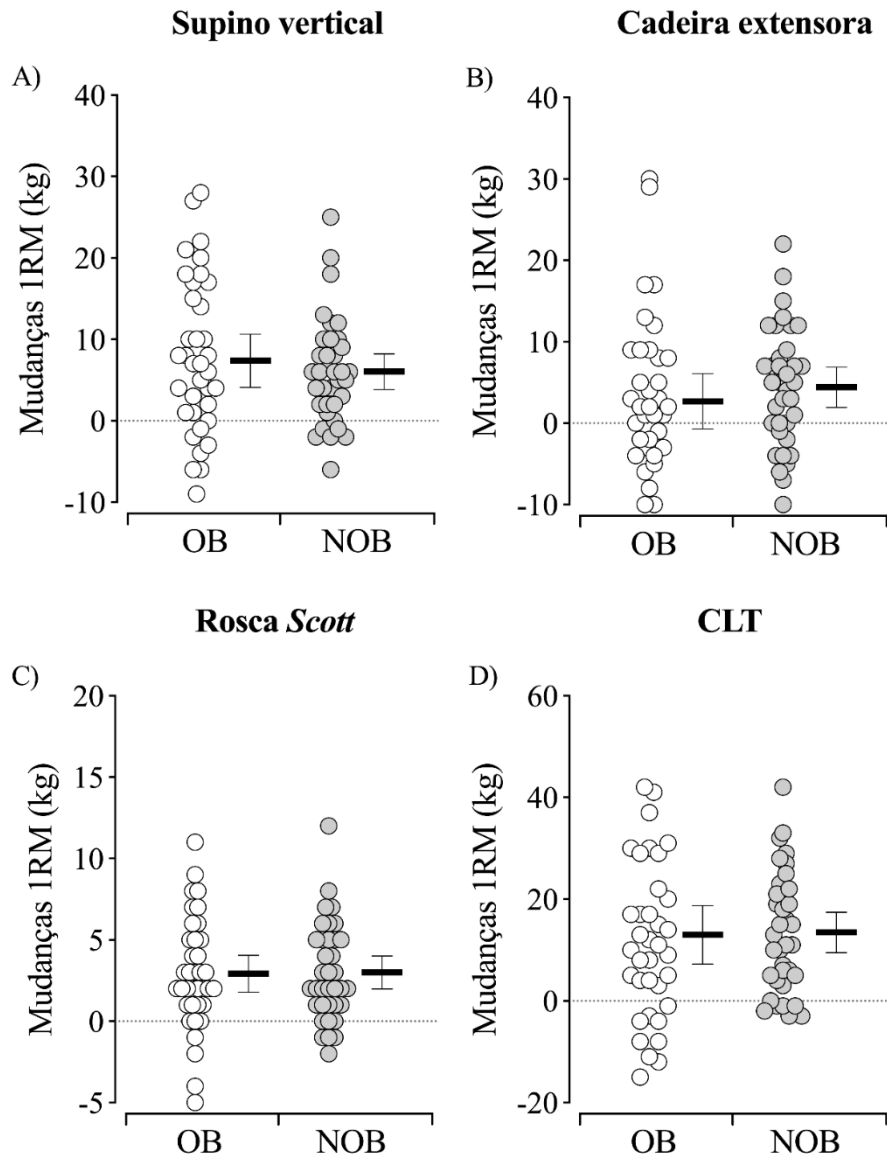 Supino vertical
A)
Mudanças 1RM (kg)
40
30
20
10
0
-10
OB
NOB
Cadeira extensora
B)
Mudanças 1RM (kg)
40
30
20
10
0
-10
OB
NOB
Rosca Scott
C)
Mudanças 1RM (kg)
20
15
10
5
0
-5
OB
NOB
CLT
D)
Mudanças 1RM (kg)
60
40
20
0
-20
OB
NOB